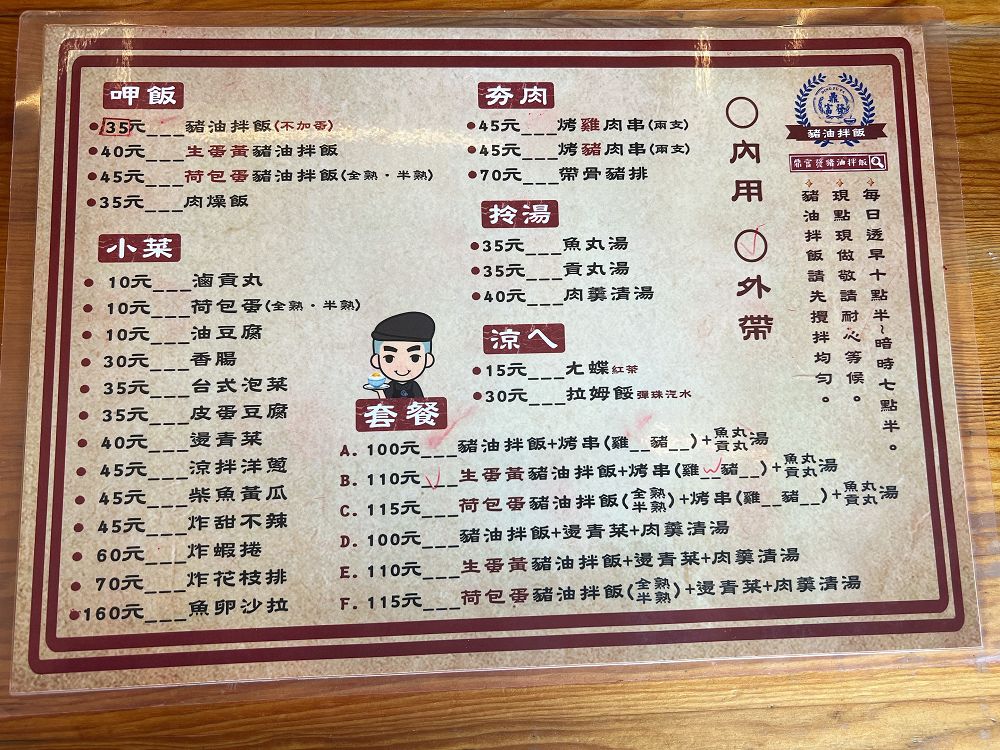 呷飯
35元___豬油拌飯(不加蛋)
40元___生蛋黃豬油拌飯
45元___荷包蛋豬油拌飯(全熟·半熟)
35元___肉燥飯
小菜
10元___滷貢丸
10元___荷包蛋(全熟·半熟)
10元___油豆腐
30元___香腸
35元___台式泡菜
35元___皮蛋豆腐
40元___燙青菜
45元___涼拌洋蔥
45元___柴魚黃瓜
45元___炸甜不辣
60元___炸蝦捲
70元___炸花枝排
160元___魚卵沙拉
夯肉
45元___烤雞肉串(兩支)
45元___烤豬肉串(兩支)
70元___帶骨豬排
拎湯
35元___魚丸湯
35元___貢丸湯
40元___肉羹清湯
涼ㄟ
15元___ㄤ蝶紅茶
30元___拉姆餒彈珠汽水
套餐
A. 100元___豬油拌飯+烤串(雞__豬__)+魚丸貢丸湯
B. 110元___生蛋黃豬油拌飯+烤串(雞__豬__)+魚丸貢丸湯
C. 115元___荷包蛋豬油拌飯(全熟半熟)+烤串(雞__豬__)+魚丸貢丸湯
D. 100元___豬油拌飯+燙青菜+肉羹清湯
E. 110元___生蛋黃豬油拌飯+燙青菜+肉羹清湯
F. 115元___荷包蛋豬油拌飯(全熟半熟)+燙青菜+肉羹清湯
○內用
○外帶
鼎富發
豬油拌飯
鼎富發豬油拌飯
每日透早十點半~暗時七點半。
現點現做敬請耐心等候。
豬油拌飯請先攪拌均勻。